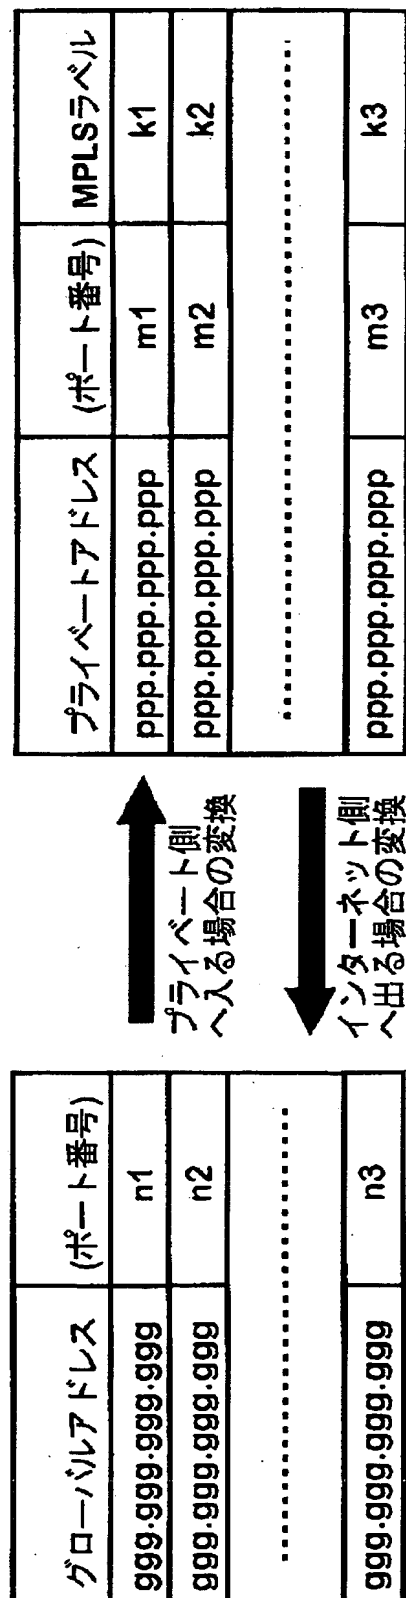 グローバルアドレス (ポート番号)
ggg.ggg.ggg.ggg n1
ggg.ggg.ggg.ggg n2
ggg.ggg.ggg.ggg n3
プライベート側
へ入る場合の変換
インターネット側
へ出る場合の変換
プライベートアドレス (ポート番号) MPLSラベル
ppp.ppp.ppp.ppp m1 k1
ppp.ppp.ppp.ppp m2 k2
ppp.ppp.ppp.ppp m3 k3